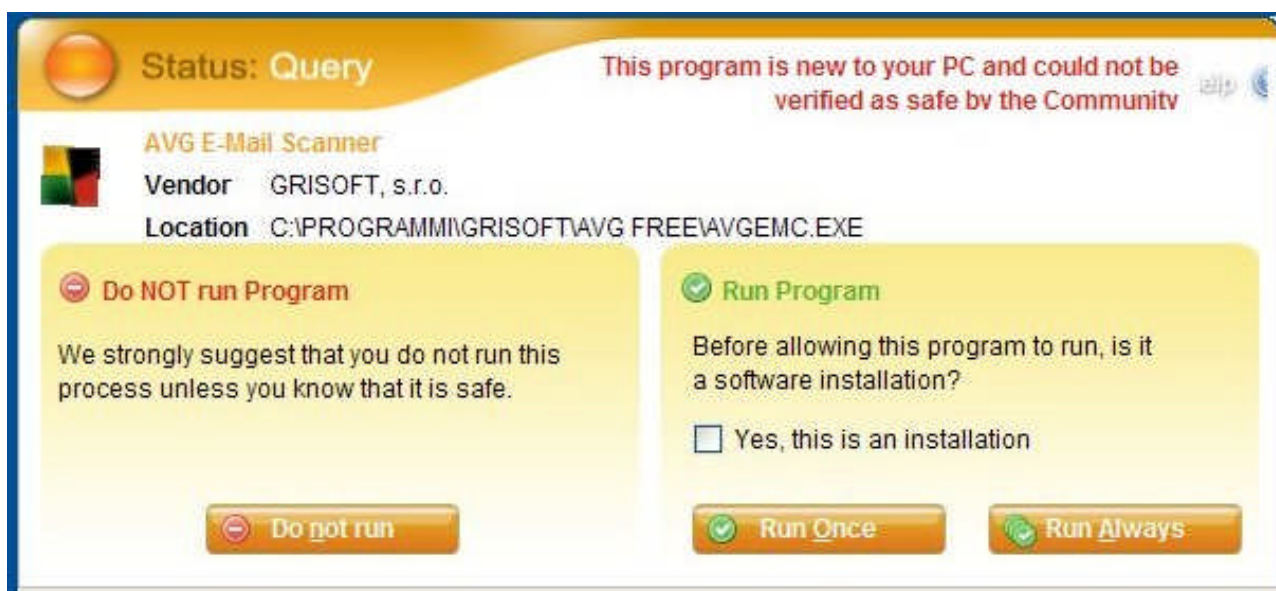 Status: Query
This program is new to your PC and could not be
verified as safe by the Community
AVG E-Mail Scanner
Vendor GRISOFT, s.r.o.
Location C:\PROGRAMMI\GRISOFT\AVG FREE\AVGEMC.EXE
Do NOT run Program
We strongly suggest that you do not run this
process unless you know that it is safe.
Do not run
Run Program
Before allowing this program to run, is it
a software installation?
Yes, this is an installation
Run Once
Run Always